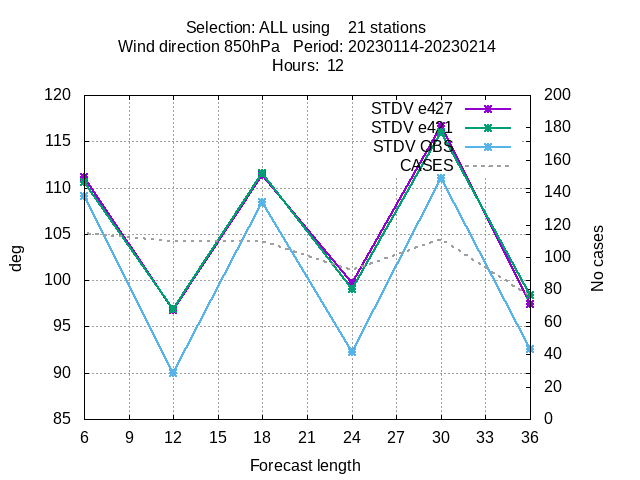 Selection: ALL using 21 stations
Wind direction 850hPa Period: 20230114-20230214
Hours: 12
120
115
110
105
100
95
90
85
200
180
160
140
120
100
80
60
40
20
0
STDV e427
STDV e431
STDV OBS
CASES
deg
No cases
6 9 12 15 18 21 24 27 30 33 36
Forecast length